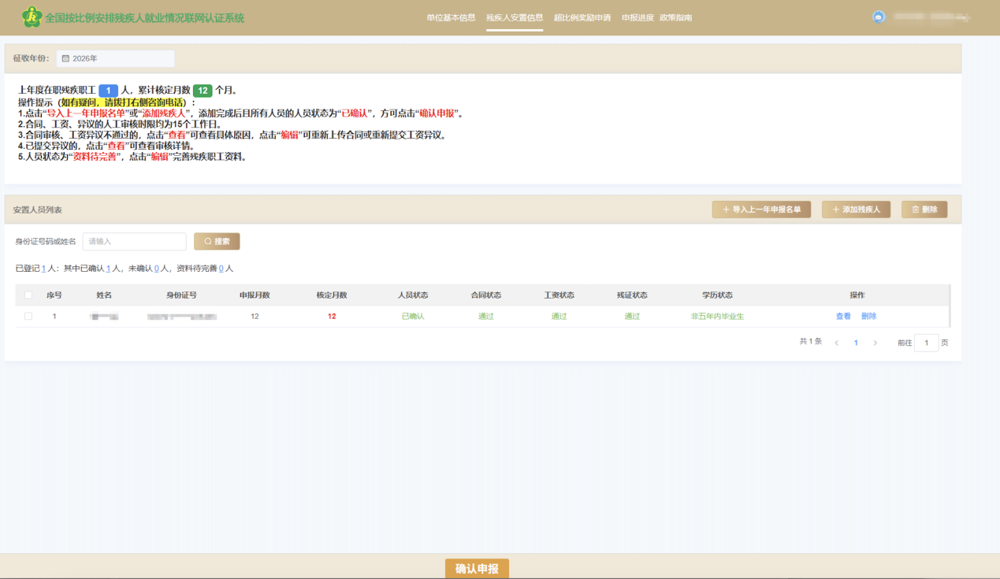 全国按比例安排残疾人就业情况联网认证系统 单位基本信息 残疾人安置信息 超比例奖励申请 申报进度 政策指南
征收年份： 2026年
上年度在职残疾职工 1 人，累计核定月数 12 个月。
操作提示（如有疑问，请拨打右侧咨询电话）：
1.点击“导入上一年申报名单”或“添加残疾人”，添加完成后且所有人员的人员状态为“已确认”，方可点击“确认申报”。
2.合同、工资、异议的人工审核时限均为15个工作日。
3.合同审核、工资异议不通过的，点击“查看”可查看具体原因，点击“编辑”可重新上传合同或重新提交工资异议。
4.已提交异议的，点击“查看”可查看审核详情。
5.人员状态为“资料待完善”，点击“编辑”完善残疾职工资料。
安置人员列表 导入上一年申报名单 添加残疾人 删除
身份证号码或姓名 请输入 搜索
已登记 1 人：其中已确认 1 人，未确认 0 人，资料待完善 0 人
序号 姓名 身份证号 申报月数 核定月数 人员状态 合同状态 工资状态 残证状态 学历状态 操作
1 12 12 已确认 通过 通过 通过 非五年内毕业生 查看 删除
共 1 条 < 1 > 前往 1 页
确认申报